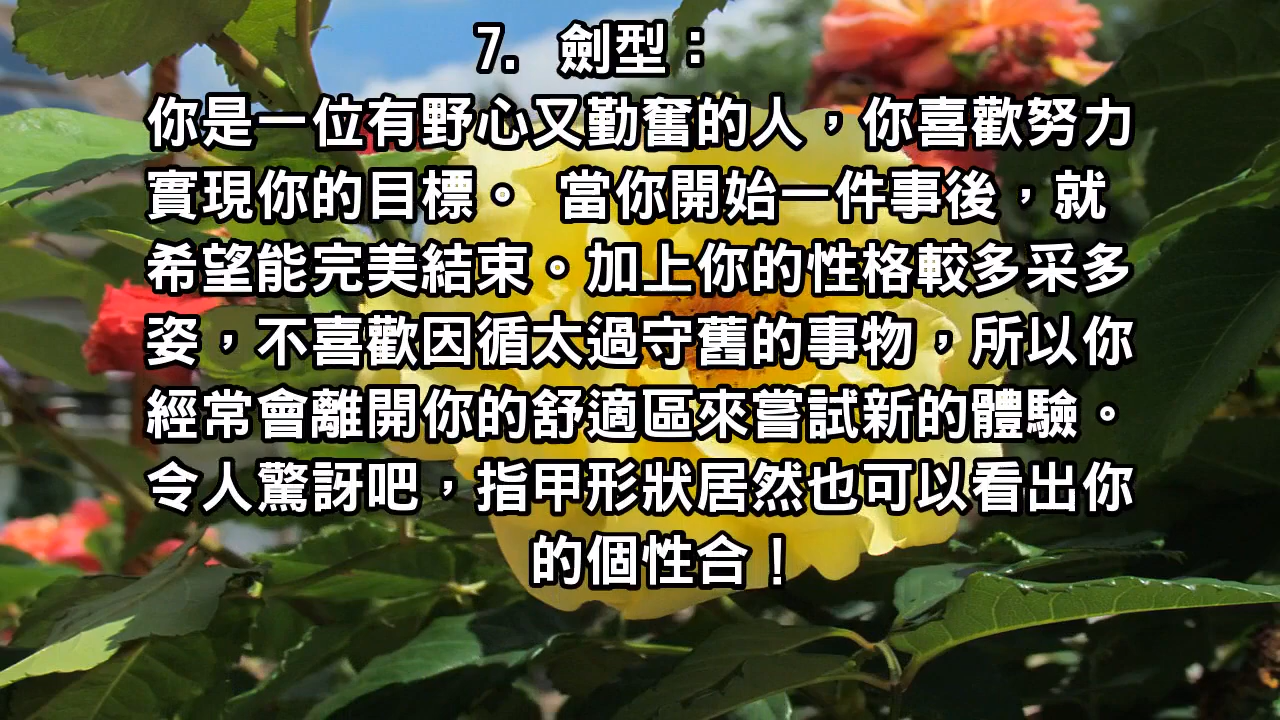 7. 劍型：
你是一位有野心又勤奮的人，你喜歡努力
實現你的目標。 當你開始一件事後，就
希望能完美結束。加上你的性格較多采多
姿，不喜歡因循太過守舊的事物，所以你
經常會離開你的舒適區來嘗試新的體驗。
令人驚訝吧，指甲形狀居然也可以看出你
的個性合！